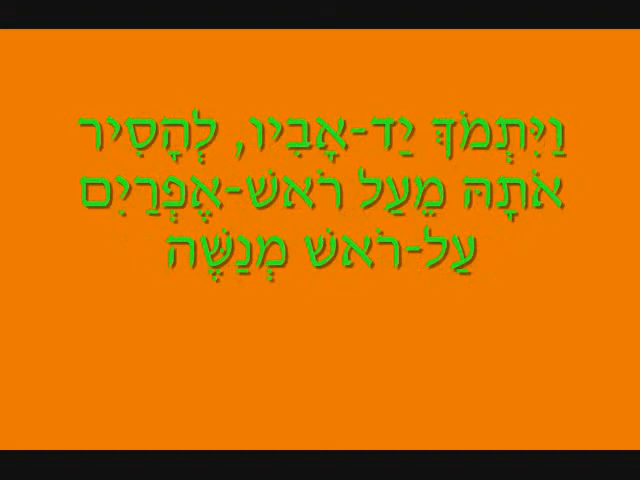 וַיִּתְמֹךְ יַד-אָבִיו, לְהָסִיר
אֹתָהּ מֵעַל רֹאשׁ-אֶפְרַיִם
עַל-רֹאשׁ מְנַשֶּׁה